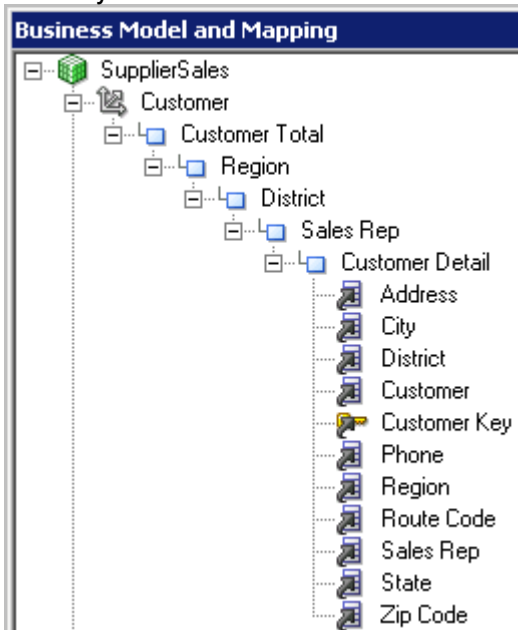 Business Model and Mapping
SupplierSales
Customer
Customer Total
Region
District
Sales Rep
Customer Detail
Address
City
District
Customer
Customer Key
Phone
Region
Route Code
Sales Rep
State
Zip Code